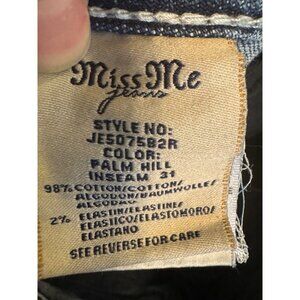 Miss Me
jeans
STYLE NO:
JE5075B2R
COLOR:
PALM HILL
INSEAM 31
98% COTTON/COTTON/
ALGODON/BAUMWOLLE/
ALGODAO
2% ELASTIN/ELASTINE/
ELASTICO/ELASTOMORO/
ELASTANO
SEE REVERSE FOR CARE